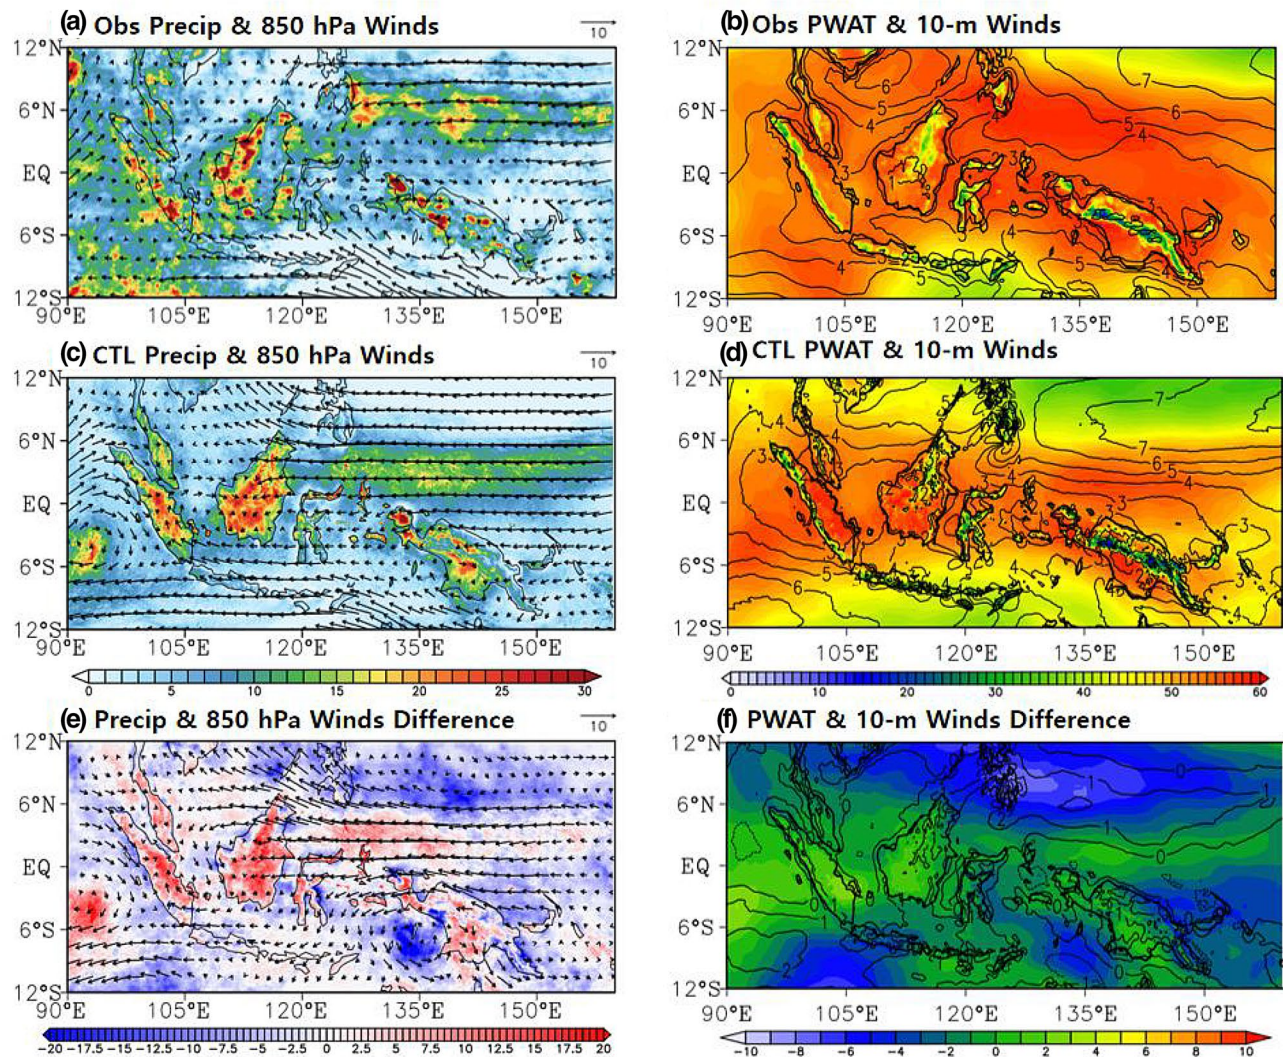 (a) Obs Precip & 850 hPa Winds
10
12°N
6°N
EQ
6°S
12°S
90°E 105°E 120°E 135°E 150°E
(b) Obs PWAT & 10-m Winds
12°N
6°N
EQ
6°S
12°S
90°E 105°E 120°E 135°E 150°E
(c) CTL Precip & 850 hPa Winds
10
12°N
6°N
EQ
6°S
12°S
90°E 105°E 120°E 135°E 150°E
0 5 10 15 20 25 30
(d) CTL PWAT & 10-m Winds
12°N
6°N
EQ
6°S
12°S
90°E 105°E 120°E 135°E 150°E
0 10 20 30 40 50 60
(e) Precip & 850 hPa Winds Difference
10
12°N
6°N
EQ
6°S
12°S
90°E 105°E 120°E 135°E 150°E
-20 -17.5 -15 -12.5 -10 -7.5 -5 -2.5 0 2.5 5 7.5 10 12.5 15 17.5 20
(f) PWAT & 10-m Winds Difference
12°N
6°N
EQ
6°S
12°S
90°E 105°E 120°E 135°E 150°E
-10 -8 -6 -4 -2 0 2 4 6 8 10